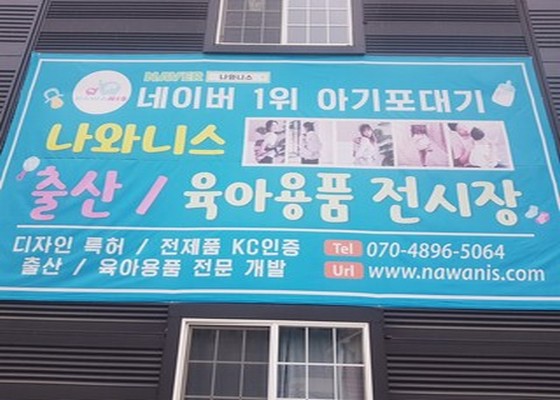 NAVER 나와니스
네이버 1위 아기포대기
나와니스
출산 / 육아용품 전시장
디자인 특허 / 전제품 KC인증
출산 / 육아용품 전문 개발
Tel 070-4896-5064
Url www.nawanis.com